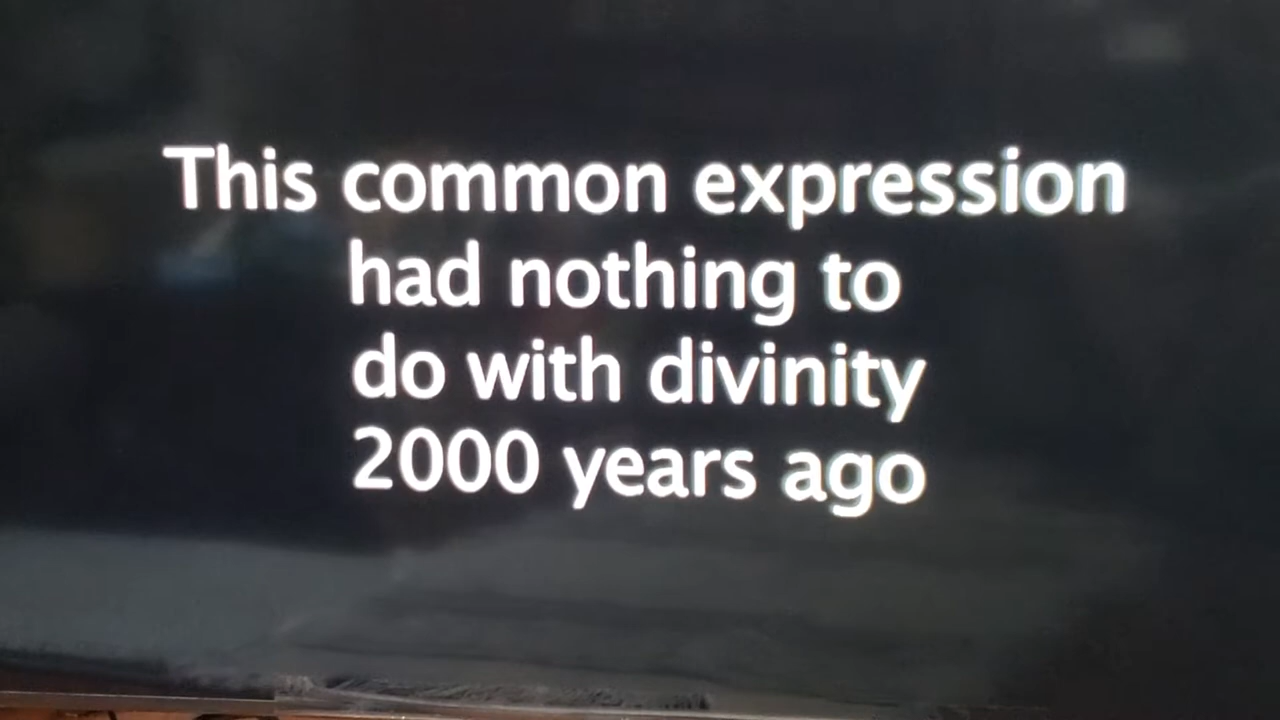 This common expression
had nothing to
do with divinity
2000 years ago